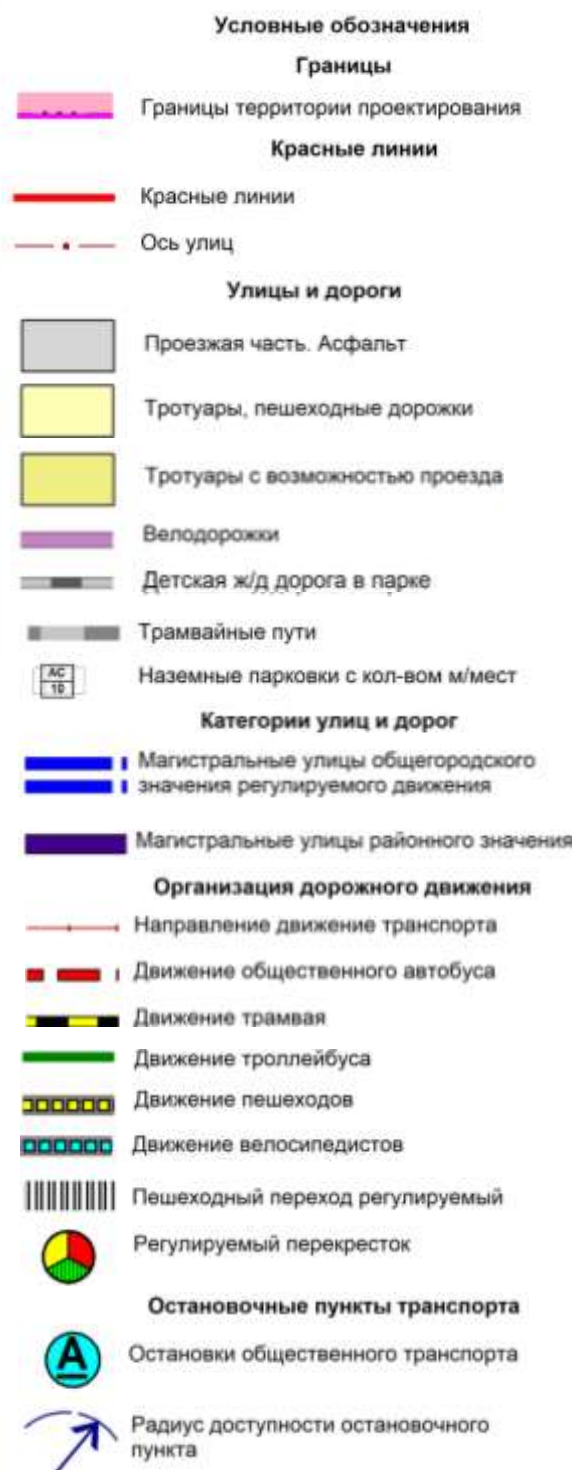 Условные обозначения
Границы
Границы территории проектирования
Красные линии
Красные линии
Ось улиц
Улицы и дороги
Проезжая часть. Асфальт
Тротуары, пешеходные дорожки
Тротуары с возможностью проезда
Велодорожки
Детская ж/д дорога в парке
Трамвайные пути
АС
10
Наземные парковки с кол-вом м/мест
Категории улиц и дорог
Магистральные улицы общегородского
значения регулируемого движения
Магистральные улицы районного значения
Организация дорожного движения
Направление движение транспорта
Движение общественного автобуса
Движение трамвая
Движение троллейбуса
Движение пешеходов
Движение велосипедистов
Пешеходный переход регулируемый
Регулируемый перекресток
Остановочные пункты транспорта
А
Остановки общественного транспорта
Радиус доступности остановочного
пункта